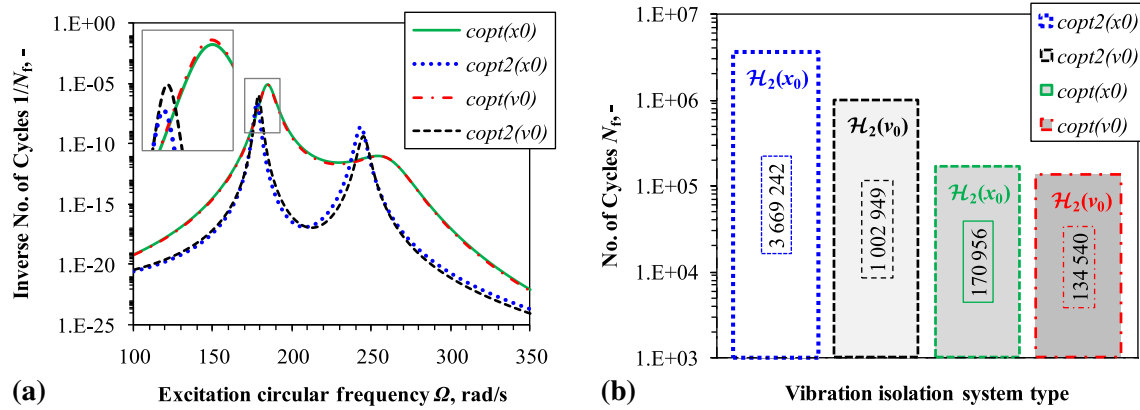 Inverse No. of Cycles 1/Nf, -
1.E+00
1.E-05
1.E-10
1.E-15
1.E-20
1.E-25
100
150
200
250
300
350
copt(x0)
copt2(x0)
copt(v0)
copt2(v0)
(a)
Excitation circular frequency Ω, rad/s
No. of Cycles Nf, -
1.E+07
1.E+06
1.E+05
1.E+04
1.E+03
ℋ2(x0)
3 669 242
ℋ2(v0)
1 002 949
ℋ2(x0)
170 956
ℋ2(v0)
134 540
copt2(x0)
copt2(v0)
copt(x0)
copt(v0)
(b)
Vibration isolation system type